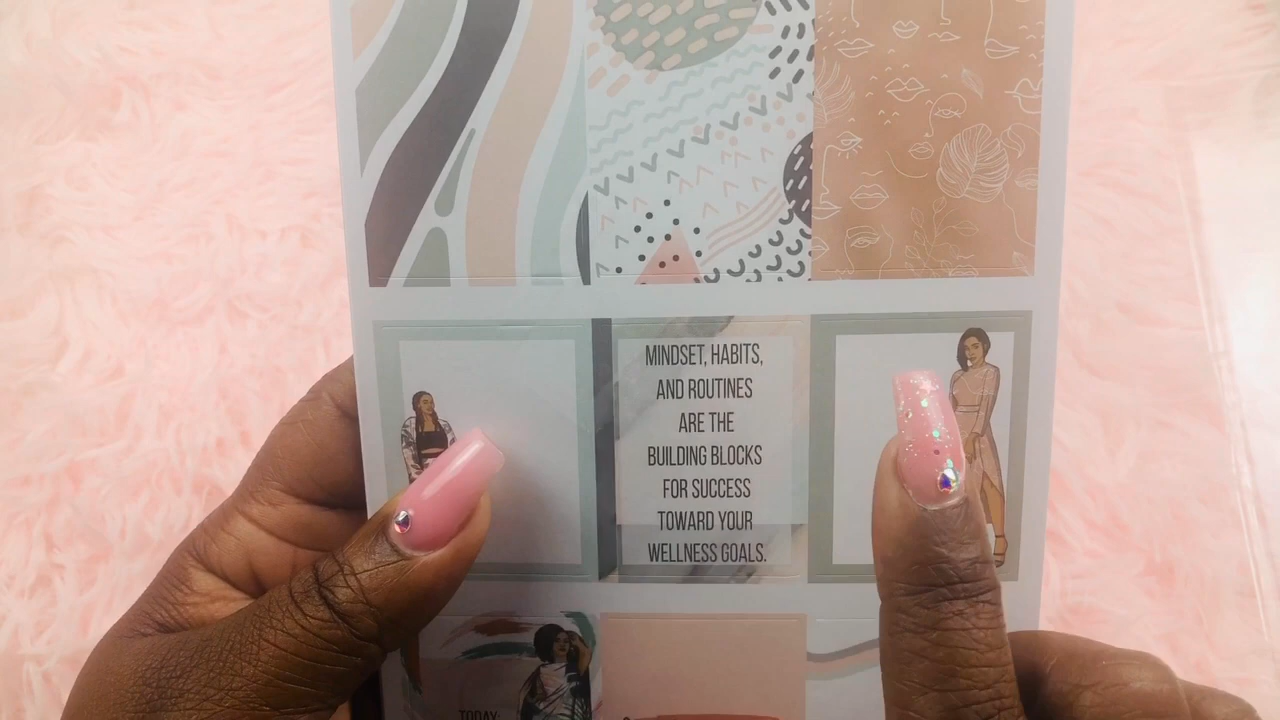 MINDSET, HABITS,
AND ROUTINES
ARE THE
BUILDING BLOCKS
FOR SUCCESS
TOWARD YOUR
WELLNESS GOALS.
TODAY: